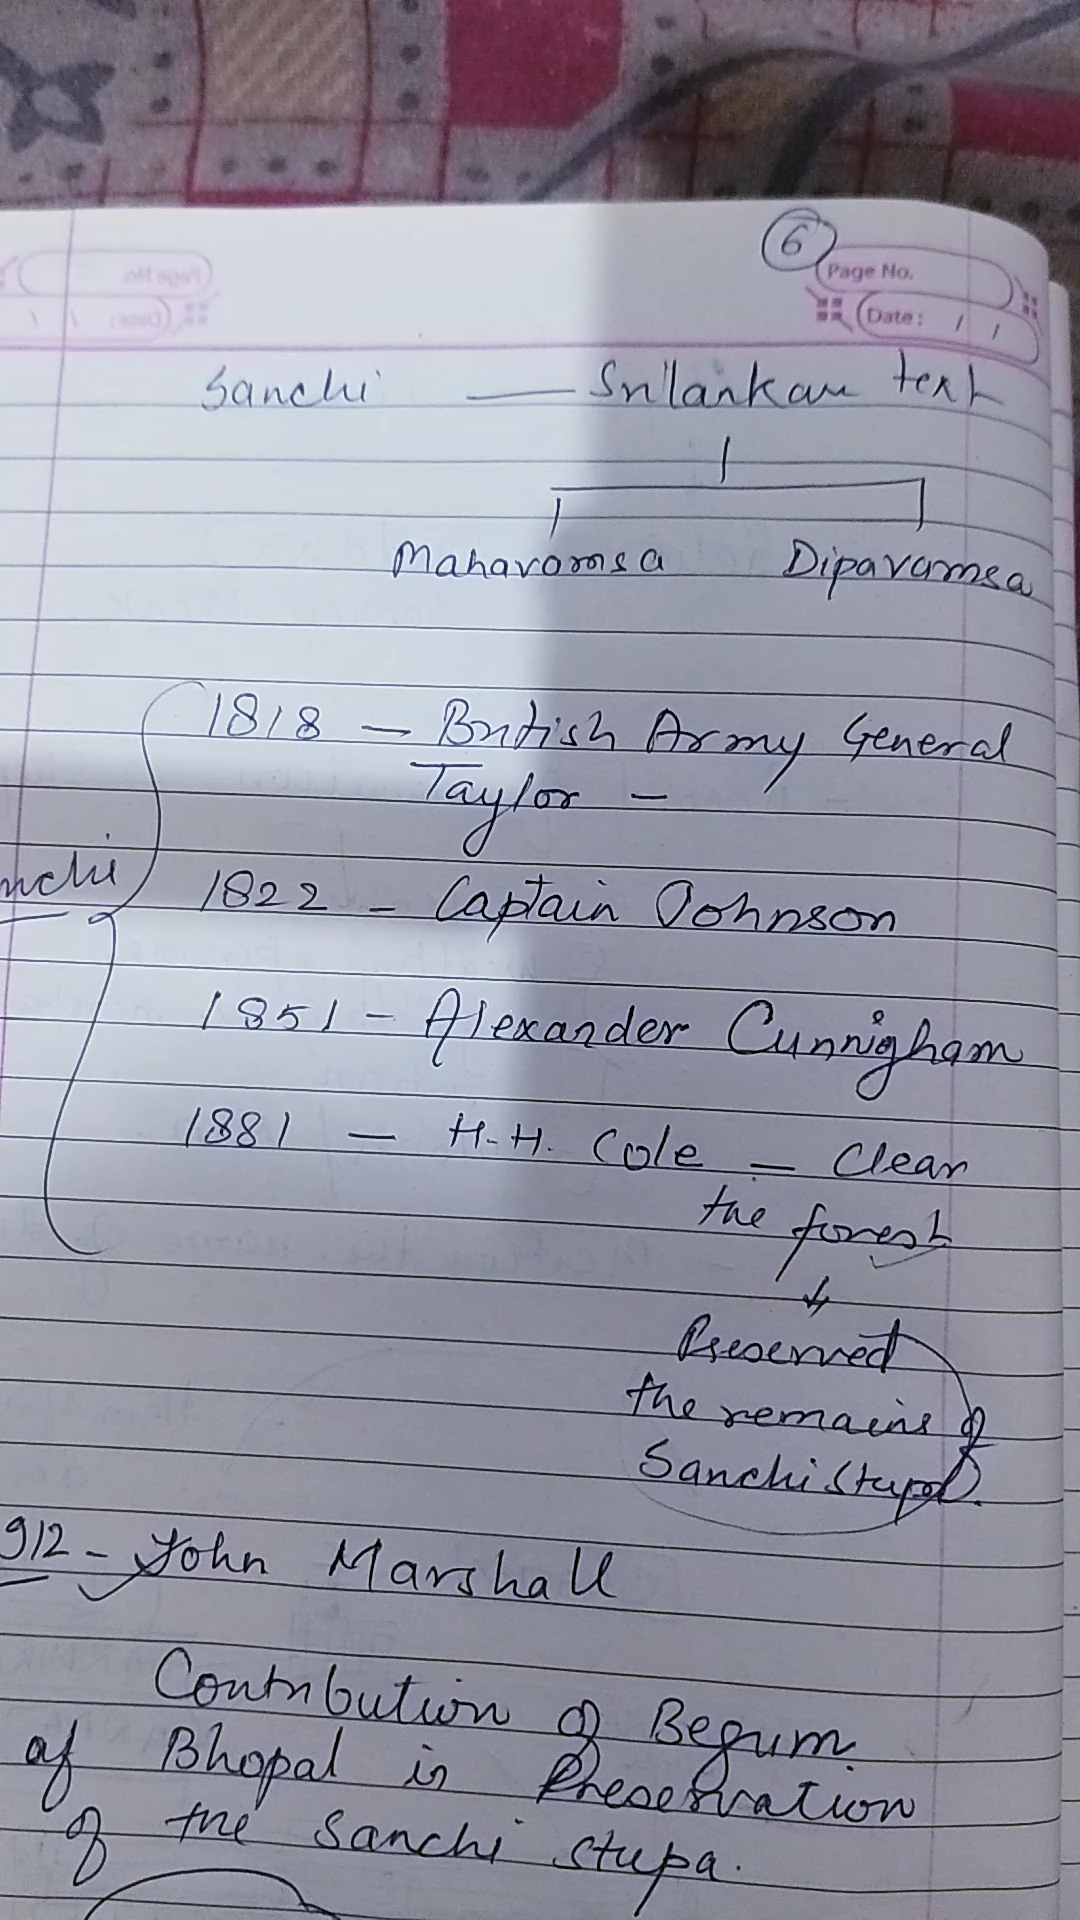 6
Page No.
Date: / /
Sanchi — Srilankan text
Mahavamsa Dipavamsa
1818 — British Army General
Taylor —
nchi
1822 - Captain Johnson
1851 - Alexander Cunnigham
1881 — H.H. Cole — Clear
the forest
Preserved
the remains of
Sanchi Stupa.
912 - John Marshall
Contribution of Begum
of Bhopal in Preservation
of the Sanchi stupa.